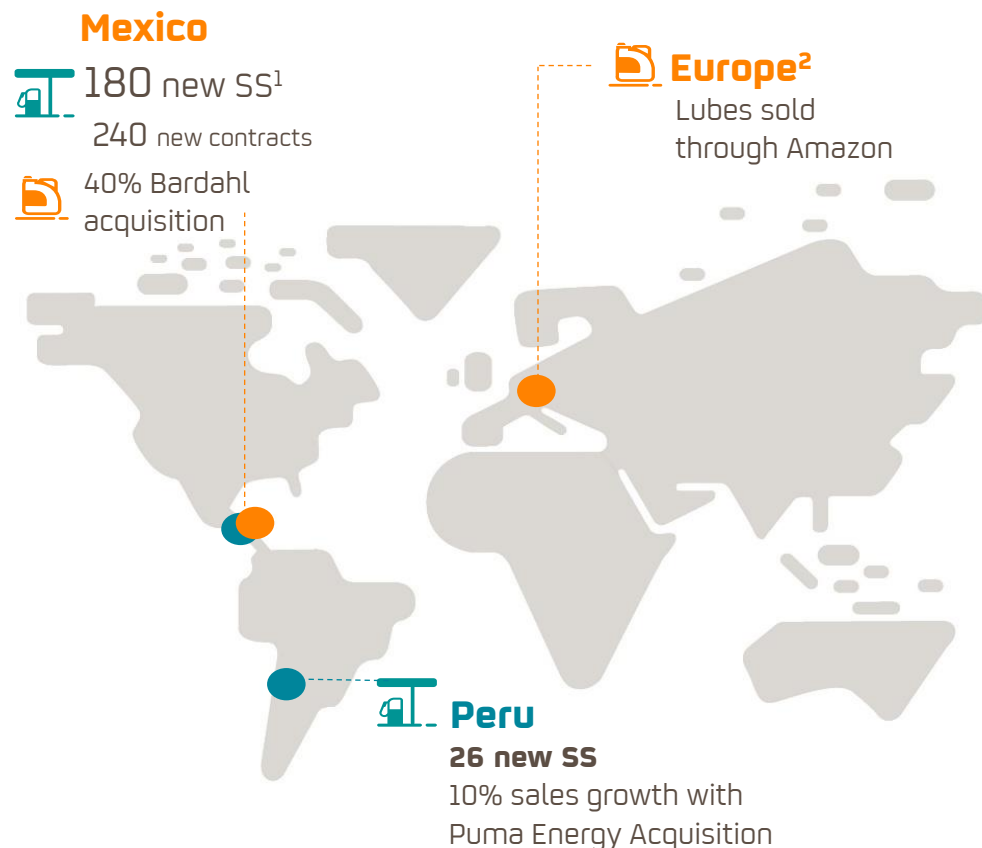 Mexico
180 new SS¹
240 new contracts
40% Bardahl
acquisition
Europe²
Lubes sold
through Amazon
Peru
26 new SS
10% sales growth with
Puma Energy Acquisition